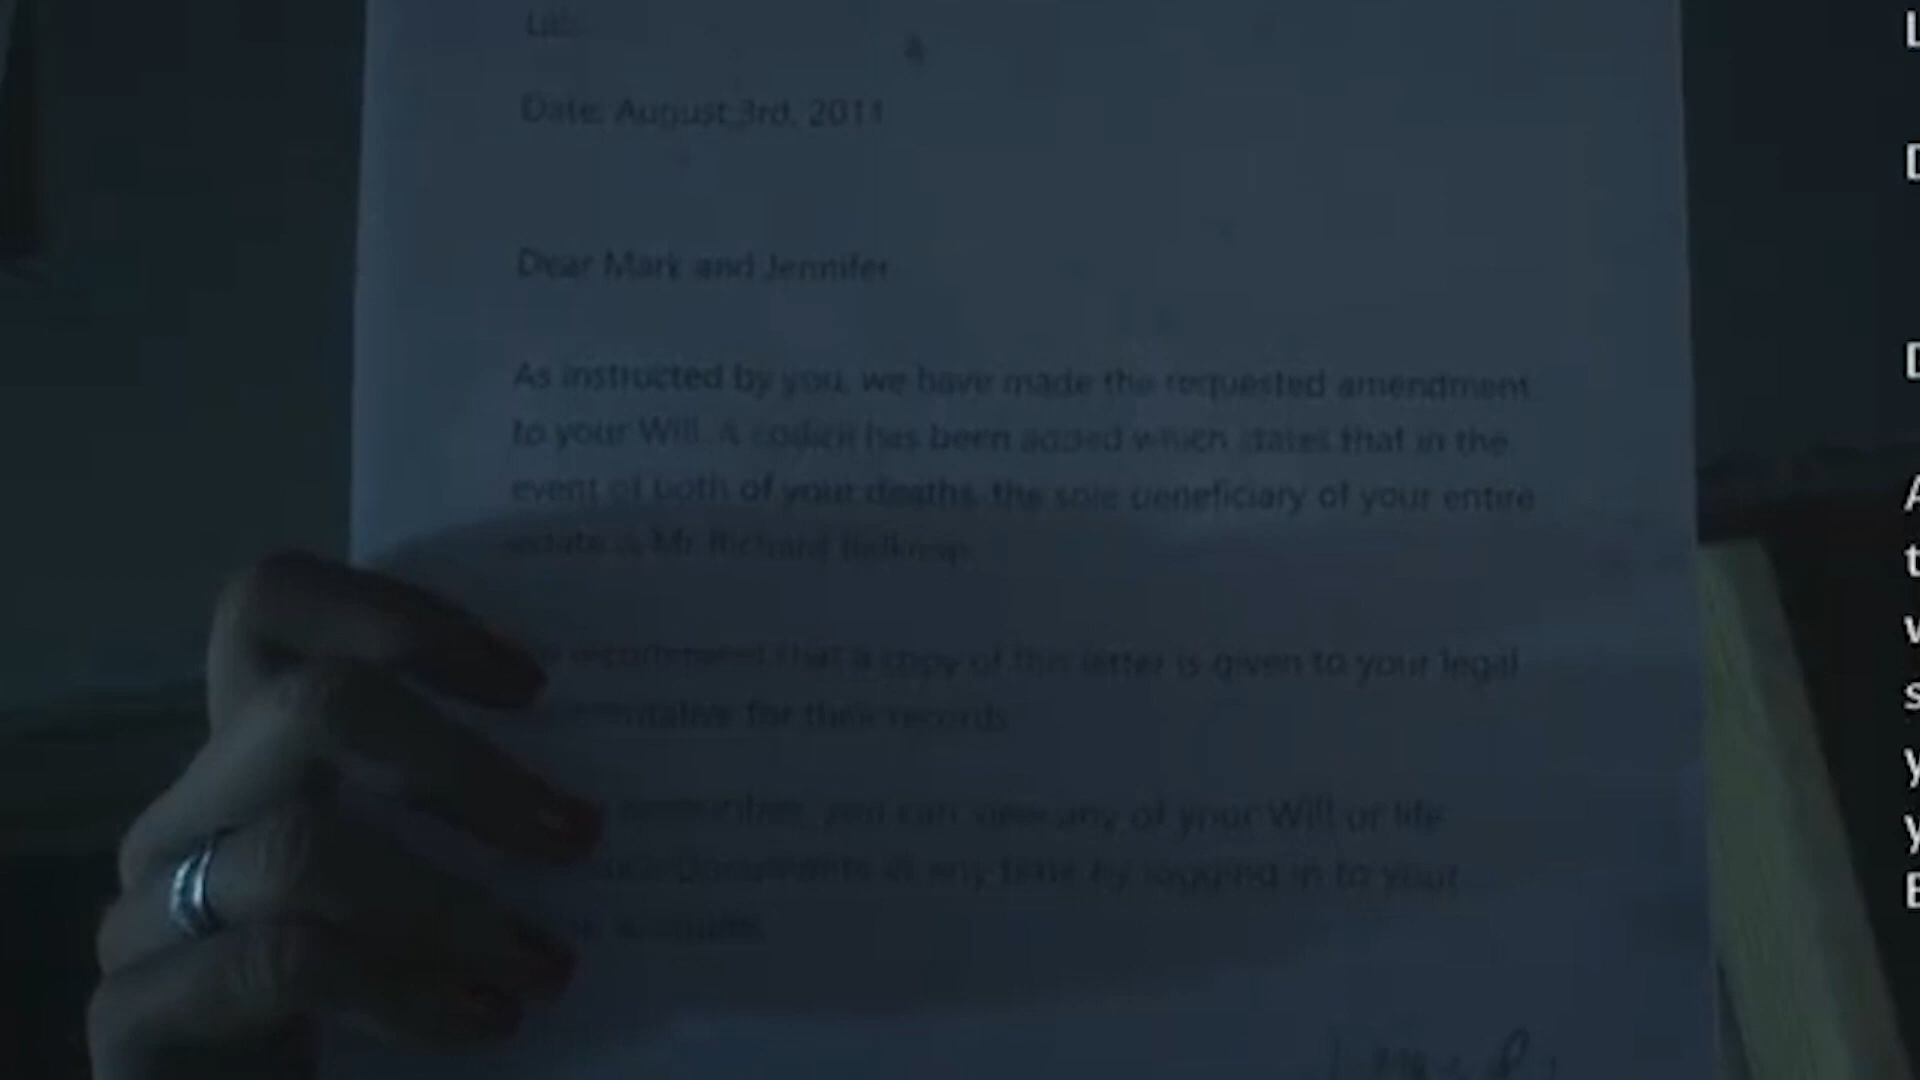 Date: August 3rd, 2011
Dear Mark and Jennifer
As instructed by you, we have made the requested amendment
to your Will. A codicil has been added which states that in the
event of both of your deaths, the sole beneficiary of your entire
estate is Mr Richard
recommend that a copy of this letter is given to your legal
for their records
you can view any of your Will or life
Documents at any time by logging in to your
L
D
D
A
t
w
s
y
y
E